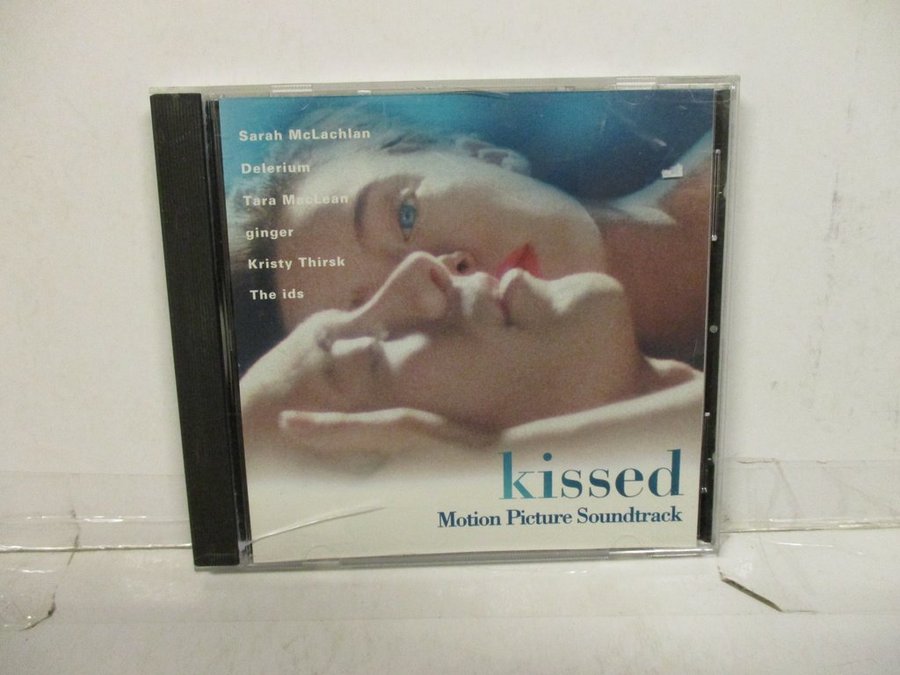 Sarah McLachlan
Delerium
Tara MacLean
ginger
Kristy Thirsk
The ids
kissed
Motion Picture Soundtrack